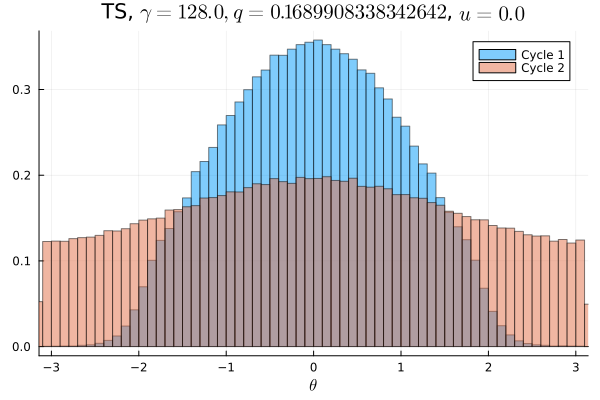 TS, γ = 128.0, q = 0.1689908338342642, u = 0.0
Cycle 1
Cycle 2
0.3
0.2
0.1
0.0
−3 −2 −1 0 1 2 3
θ